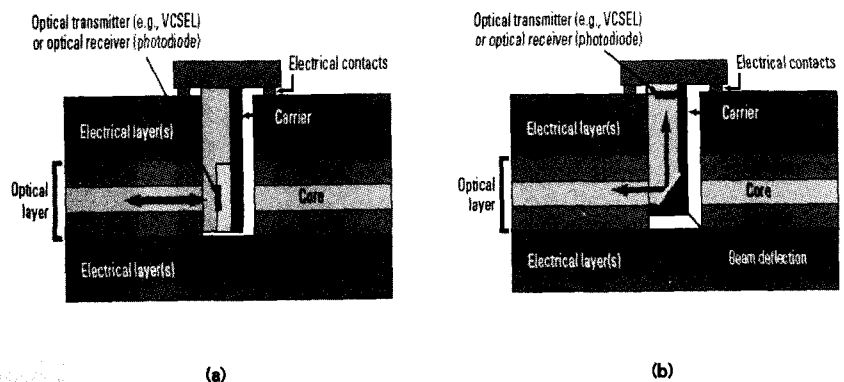 Optical transmitter (e.g., VCSEL)
or optical receiver (photodiode)
Electrical contacts
Electrical layer(s)
Carrier
Optical
layer
Core
Electrical layer(s)
(a)
Optical transmitter (e.g., VCSEL)
or optical receiver (photodiode)
Electrical contacts
Electrical layer(s)
Carrier
Optical
layer
Core
Electrical layer(s)
Beam deflection
(b)